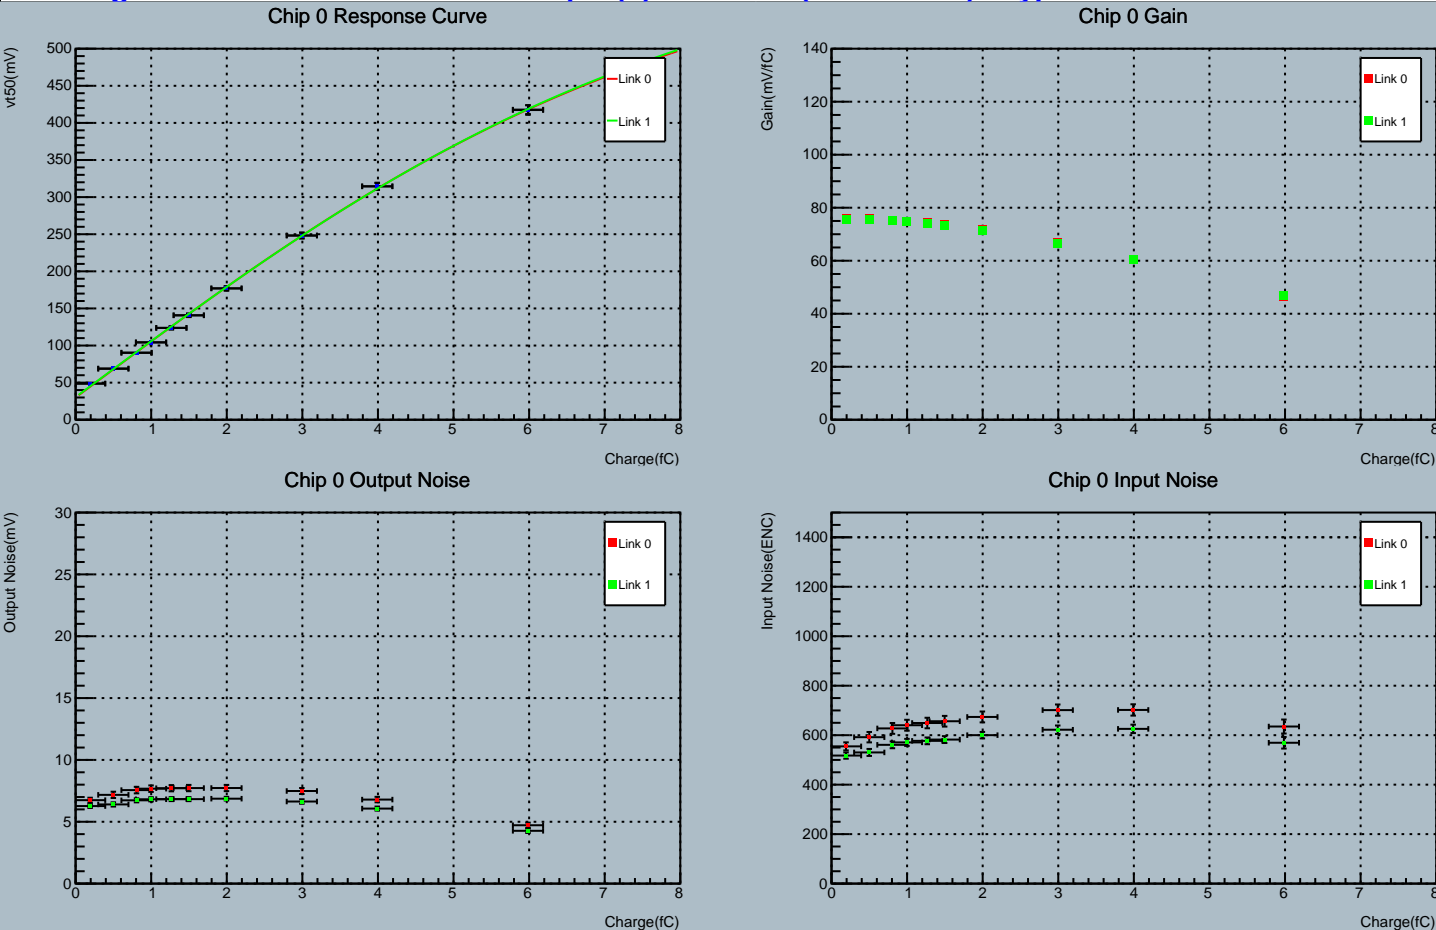 Chip 0 Response Curve
vt50(mV)
500
450
400
350
300
250
200
150
100
50
0
0 1 2 3 4 5 6 7 8
Charge(fC)
Link 0
Link 1
Chip 0 Gain
Gain(mV/fC)
140
120
100
80
60
40
20
0
0 1 2 3 4 5 6 7 8
Charge(fC)
Link 0
Link 1
Chip 0 Output Noise
Output Noise(mV)
30
25
20
15
10
5
0
0 1 2 3 4 5 6 7 8
Charge(fC)
Link 0
Link 1
Chip 0 Input Noise
Input Noise(ENC)
1400
1200
1000
800
600
400
200
0
0 1 2 3 4 5 6 7 8
Charge(fC)
Link 0
Link 1